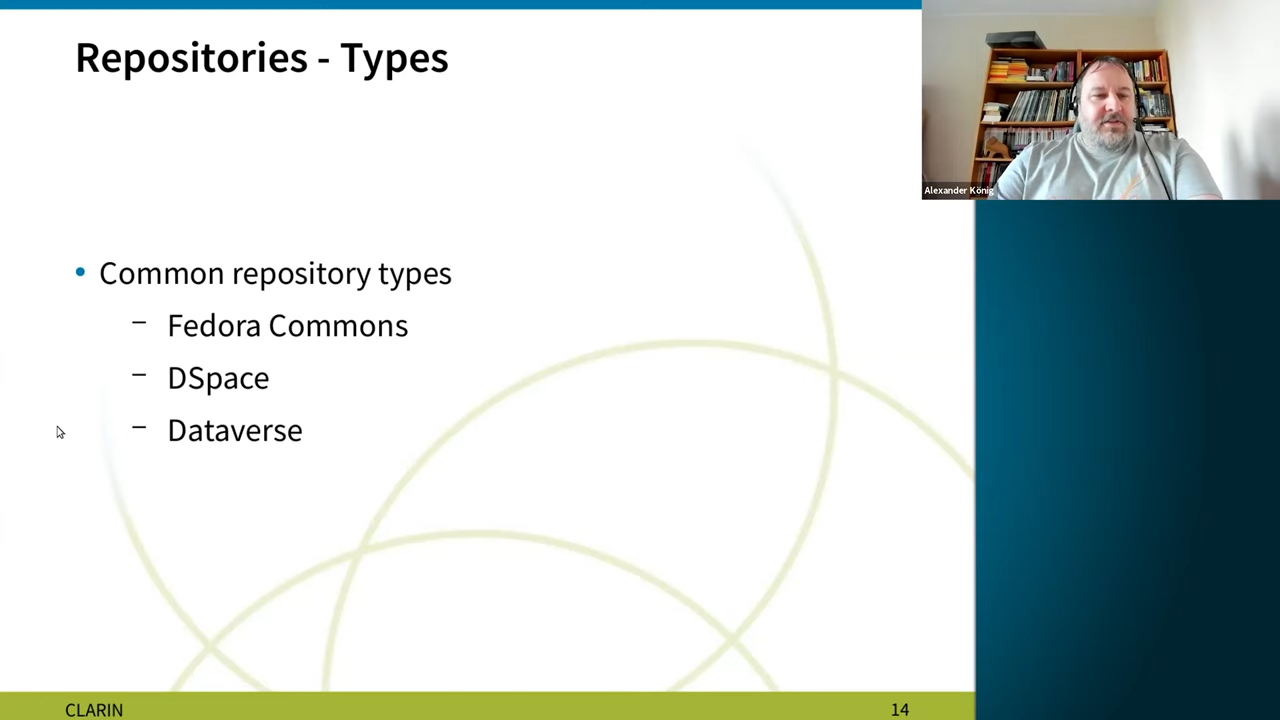 Repositories - Types
Alexander König
• Common repository types
– Fedora Commons
– DSpace
– Dataverse
CLARIN
14